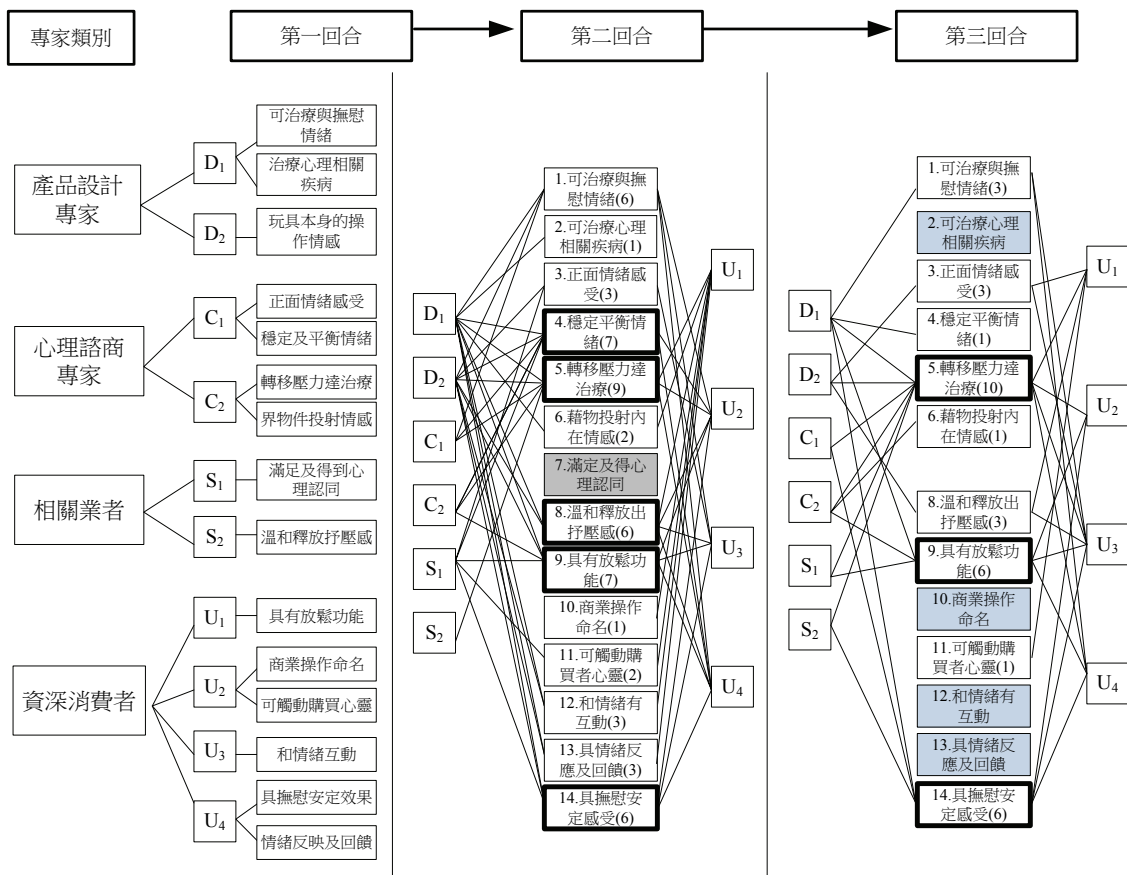 專家類別
第一回合
第二回合
第三回合
產品設計
專家
D1
可治療與撫慰
情緒
治療心理相關
疾病
D2
玩具本身的操
作情感
心理諮商
專家
C1
正面情緒感受
穩定及平衡情緒
C2
轉移壓力達治療
界物件投射情感
相關業者
S1
滿足及得到心
理認同
S2
溫和釋放抒壓感
資深消費者
U1
具有放鬆功能
U2
商業操作命名
可觸動購買心靈
U3
和情緒互動
U4
具撫慰安定效果
情緒反映及回饋
D1
D2
C1
C2
S1
S2
1.可治療與撫
慰情緒(6)
2.可治療心理
相關疾病(1)
3.正面情緒感
受(3)
4.穩定平衡情
緒(7)
5.轉移壓力達
治療(9)
6.藉物投射內
在情感(2)
7.滿定及得心
理認同
8.溫和釋放出
抒壓感(6)
9.具有放鬆功
能(7)
10.商業操作
命名(1)
11.可觸動購
買者心靈(2)
12.和情緒有
互動(3)
13.具情緒反
應及回饋(3)
14.具撫慰安
定感受(6)
U1
U2
U3
U4
D1
D2
C1
C2
S1
S2
1.可治療與撫
慰情緒(3)
2.可治療心理
相關疾病
3.正面情緒感
受(3)
4.穩定平衡情
緒(1)
5.轉移壓力達
治療(10)
6.藉物投射內
在情感(1)
8.溫和釋放出
抒壓感(3)
9.具有放鬆功
能(6)
10.商業操作
命名
11.可觸動購
買者心靈(1)
12.和情緒有
互動
13.具情緒反
應及回饋
14.具撫慰安
定感受(6)
U1
U2
U3
U4